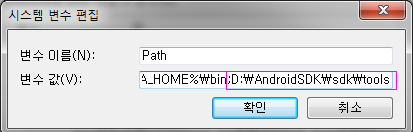 시스템 변수 편집
변수 이름(N): Path
변수 값(V): A_HOME%₩bin;D:₩AndroidSDK₩sdk₩tools
확인 취소